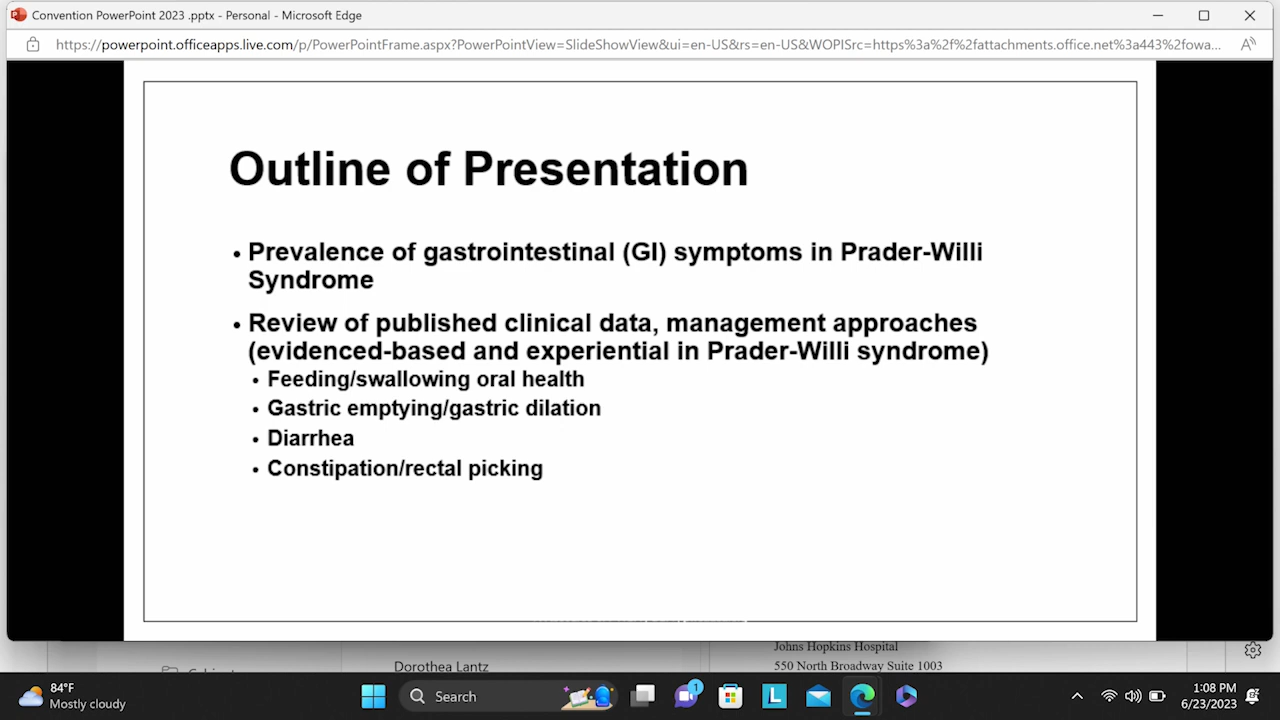 Convention PowerPoint 2023 .pptx - Personal - Microsoft Edge
https://powerpoint.officeapps.live.com/p/PowerPointFrame.aspx?PowerPointView=SlideShowView&ui=en-US&rs=en-US&WOPISrc=https%3a%2f%2fattachments.office.net%3a443%2fowa...
Outline of Presentation
• Prevalence of gastrointestinal (GI) symptoms in Prader-Willi
Syndrome
• Review of published clinical data, management approaches
(evidenced-based and experiential in Prader-Willi syndrome)
• Feeding/swallowing oral health
• Gastric emptying/gastric dilation
• Diarrhea
• Constipation/rectal picking
Johns Hopkins Hospital
Dorothea Lantz
550 North Broadway Suite 1003
84°F
Mostly cloudy
Search
1
1:08 PM
6/23/2023